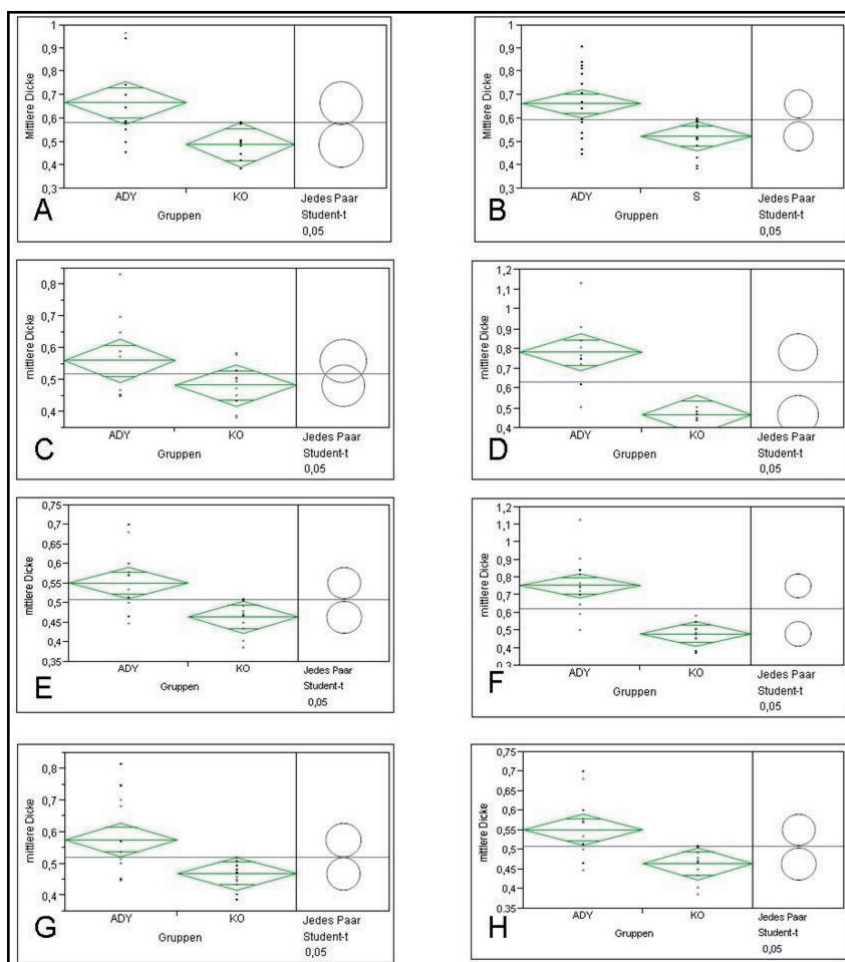 Mittlere Dicke
1
0,9
0,8
0,7
0,6
0,5
0,4
0,3
ADY
KO
Gruppen
Jedes Paar
Student-t
0,05
A
Mittlere Dicke
1
0,9
0,8
0,7
0,6
0,5
0,4
0,3
ADY
S
Gruppen
Jedes Paar
Student-t
0,05
B
mittlere Dicke
0,8
0,7
0,6
0,5
0,4
ADY
KO
Gruppen
Jedes Paar
Student-t
0,05
C
mittlere Dicke
1,2
1,1
1
0,9
0,8
0,7
0,6
0,5
0,4
ADY
KO
Gruppen
Jedes Paar
Student-t
0,05
D
mittlere Dicke
0,75
0,7
0,65
0,6
0,55
0,5
0,45
0,4
0,35
ADY
KO
Gruppen
Jedes Paar
Student-t
0,05
E
mittlere Dicke
1,2
1,1
1
0,9
0,8
0,7
0,6
0,5
0,4
0,3
ADY
KO
Gruppen
Jedes Paar
Student-t
0,05
F
mittlere Dicke
0,8
0,7
0,6
0,5
0,4
ADY
KO
Gruppen
Jedes Paar
Student-t
0,05
G
mittlere Dicke
0,75
0,7
0,65
0,6
0,55
0,5
0,45
0,4
0,35
ADY
KO
Gruppen
Jedes Paar
Student-t
0,05
H